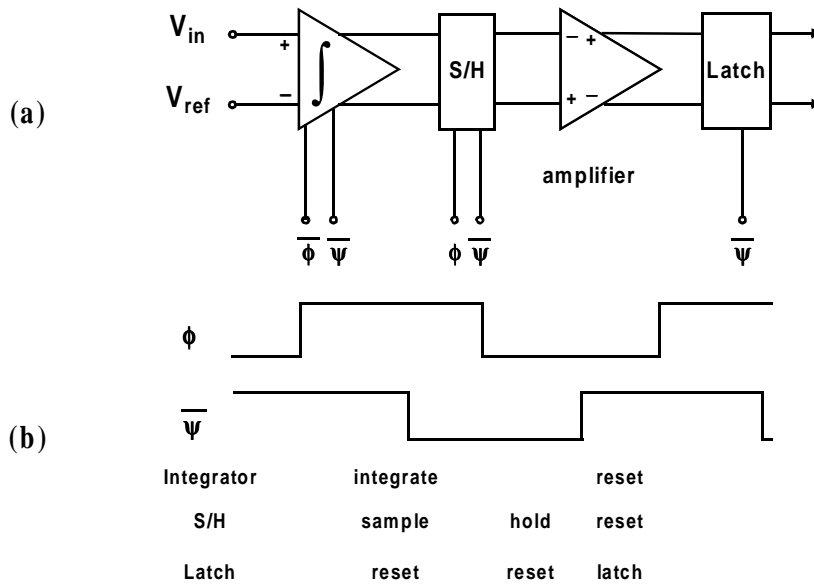 V_in
+
∫
S/H
− +
Latch
(a)
V_ref
−
+ −
amplifier
ϕ̅ ψ̅ ϕ ψ̅ ψ̅
ϕ
(b) ψ̅
Integrator integrate reset
S/H sample hold reset
Latch reset reset latch